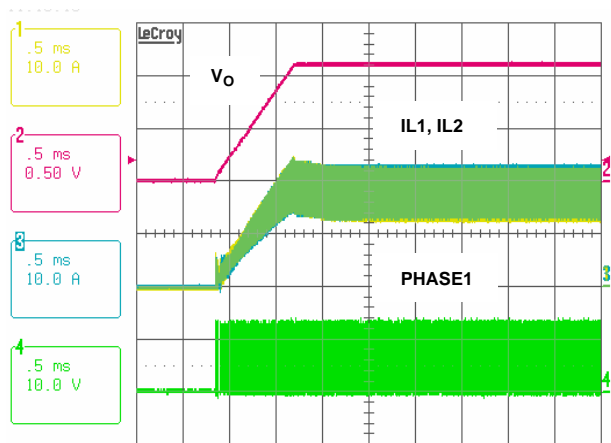 1
.5 ms
10.0 A
2
.5 ms
0.50 V
3
.5 ms
10.0 A
4
.5 ms
10.0 V
LeCroy
VO
IL1, IL2
2
PHASE1
3
4